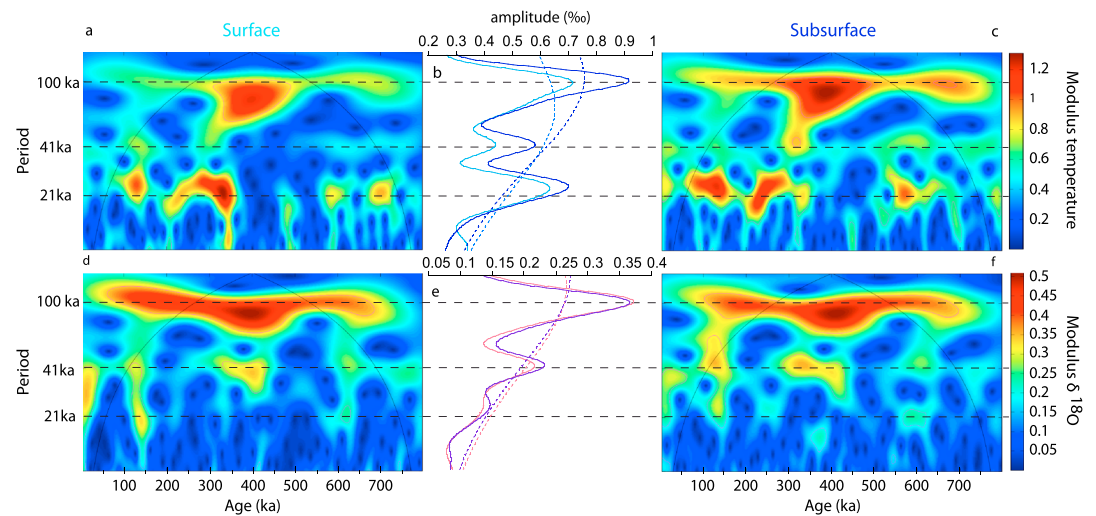 amplitude (‰)
a
Surface
0.2 0.3 0.4 0.5 0.6 0.7 0.8 0.9 1
Subsurface
c
b
100 ka
41ka
21ka
Period
1.2
1
0.8
0.6
0.4
0.2
Modulus temperature
d
0.05 0.1 0.15 0.2 0.25 0.3 0.35 0.4
f
e
100 ka
41ka
21ka
Period
0.5
0.45
0.4
0.35
0.3
0.25
0.2
0.15
0.1
0.05
Modulus δ 18O
100 200 300 400 500 600 700
Age (ka)
100 200 300 400 500 600 700
Age (ka)